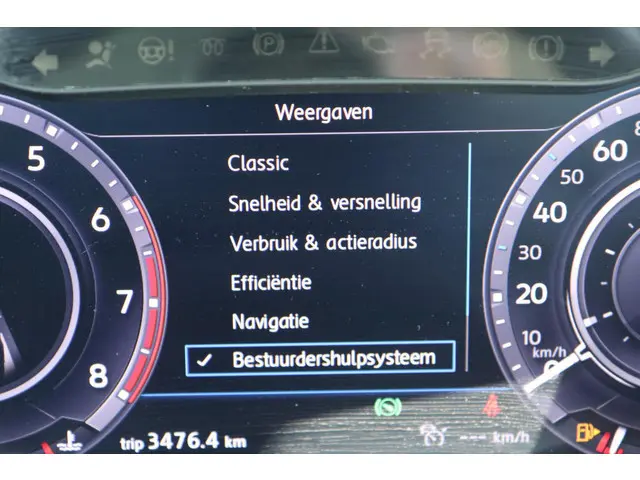 Weergaven
Classic
Snelheid & versnelling
Verbruik & actieradius
Efficiëntie
Navigatie
✓ Bestuurdershulpsysteem
5
6
7
8
60
50
40
30
20
10
km/h
trip 3476.4 km
--- km/h